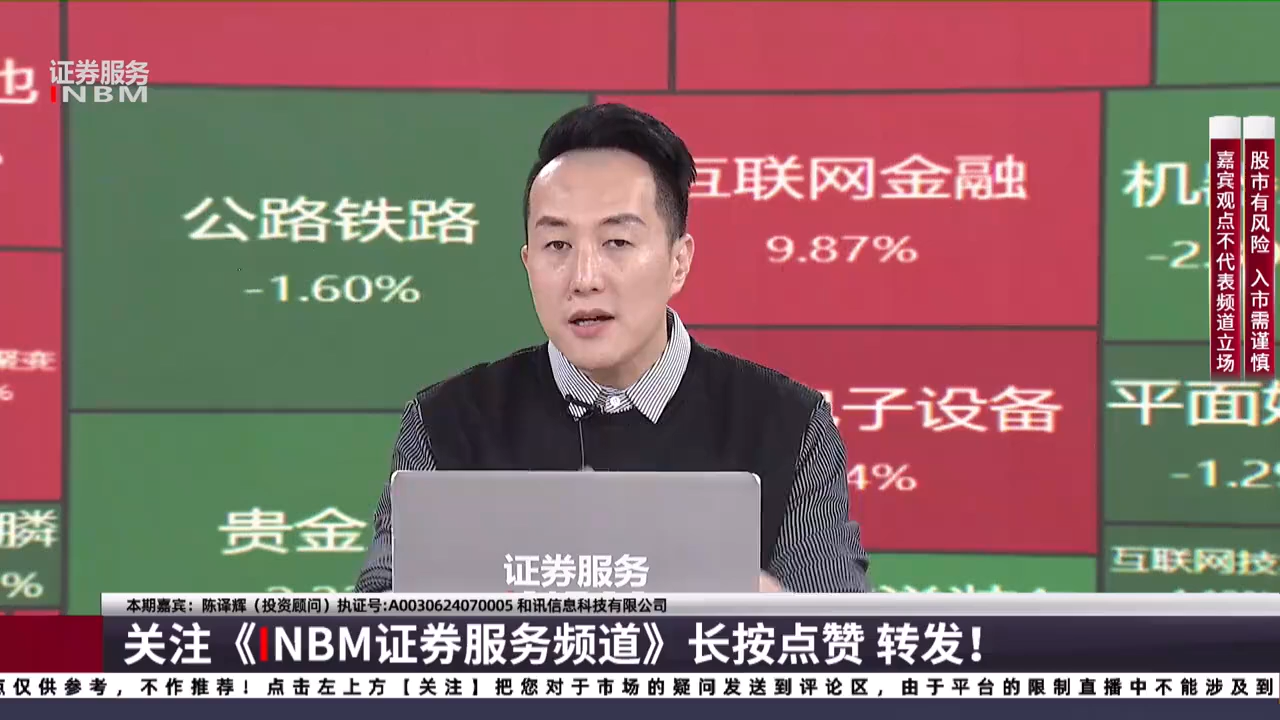 证券服务
INBM
公路铁路
-1.60%
互联网金融
9.87%
电子设备
4%
贵金
平面
-1.2
互联网技
股市有风险 入市需谨慎
嘉宾观点不代表频道立场
证券服务
本期嘉宾：陈译辉（投资顾问）执证号:A0030624070005 和讯信息科技有限公司
关注《INBM证券服务频道》长按点赞 转发！
点仅供参考，不作推荐！点击左上方【关注】把您对于市场的疑问发送到评论区，由于平台的限制直播中不能涉及到